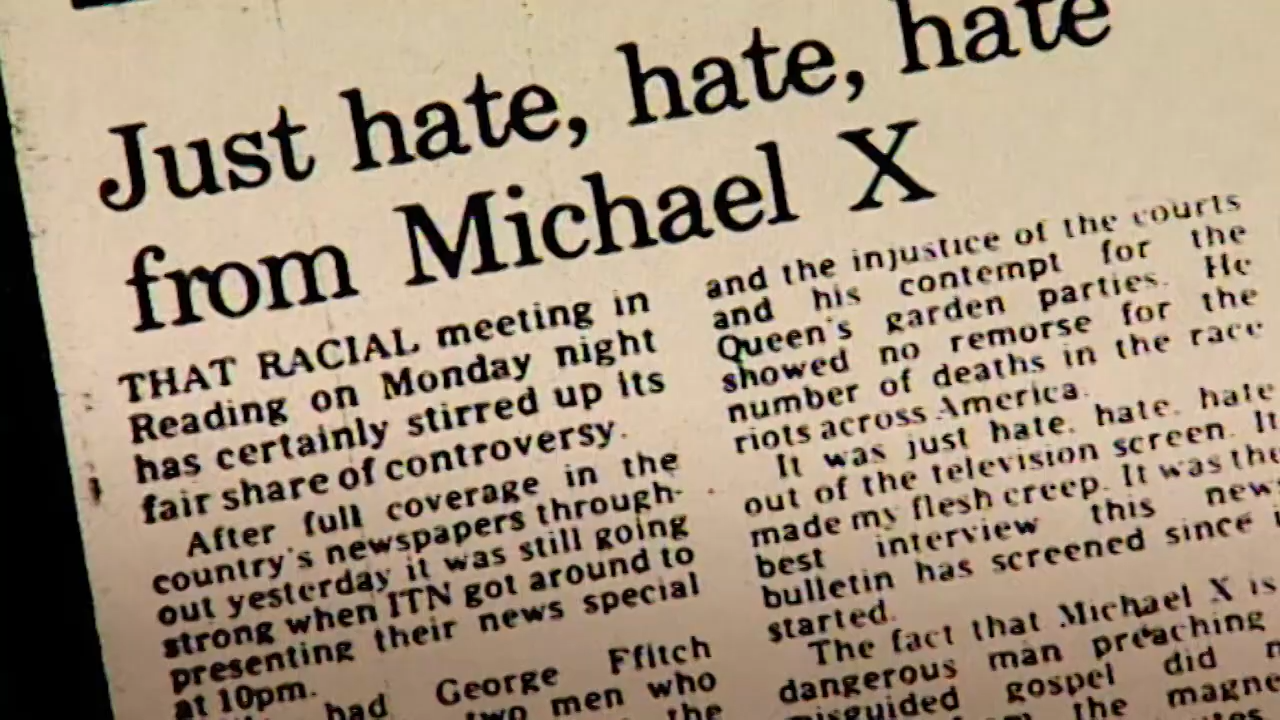 Just hate, hate, hate
from Michael X
THAT RACIAL meeting in
Reading on Monday night
has certainly stirred up its
fair share of controversy.
After full coverage in the
country's newspapers through-
out yesterday it was still going
strong when ITN got around to
presenting their news special
at 10pm.
had George Ffitch
two men who
the
and the injustice of the courts
and his contempt for the
Queen's garden parties. He
showed no remorse for the
number of deaths in the race
riots across America.
It was just hate, hate, hate
out of the television screen. It
made my flesh creep. It was the
best interview this news
bulletin has screened since
started.
The fact that Michael X is
dangerous man preaching
misguided gospel did
the magne